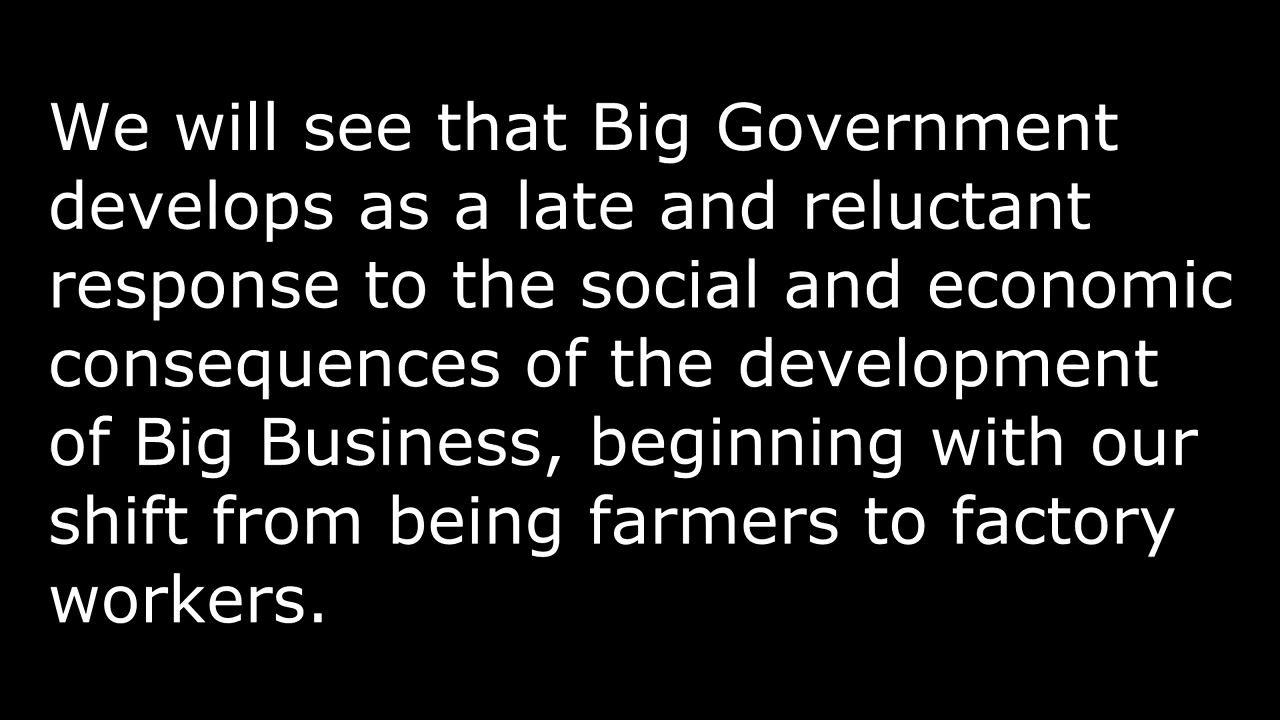 We will see that Big Government
develops as a late and reluctant
response to the social and economic
consequences of the development
of Big Business, beginning with our
shift from being farmers to factory
workers.